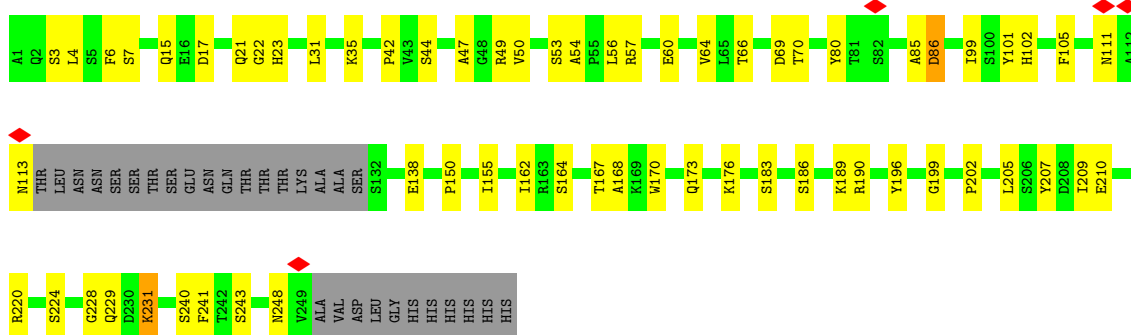 A1 Q2 S3 L4 S5 F6 S7 Q15 E16 D17 Q21 G22 H23 L31 K35 P42 V43 S44 A47 G48 R49 V50 S53 A54 P55 L56 R57 E60 V64 L65 T66 D69 T70 Y80 T81 S82 A85 D86 I99 S100 Y101 H102 F105 N111 A112
N113 THR LEU ASN ASN SER SER THR SER GLU ASN GLN THR THR THR LYS ALA ALA SER S132 E138 P150 I155 I162 R163 S164 T167 A168 K169 W170 Q173 K176 S183 S186 K189 R190 Y196 G199 P202 L205 S206 Y207 D208 I209 E210
R220 S224 G228 Q229 D230 K231 S240 F241 T242 S243 N248 V249 ALA VAL ASP LEU GLY HIS HIS HIS HIS HIS HIS